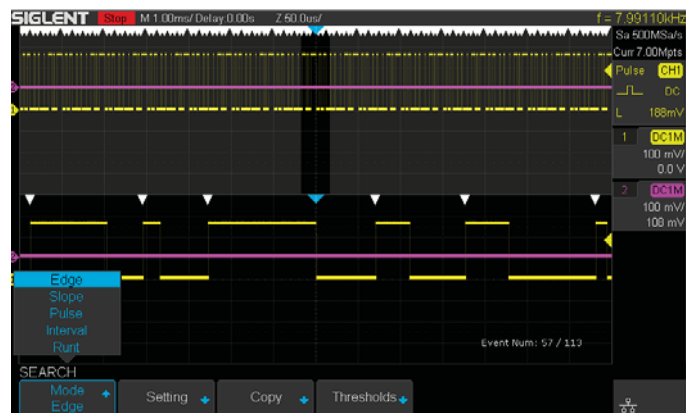 SIGLENT Stop M 1.00ms/ Delay:0.00s Z 50.0us/ f = 7.99110kHz
Sa 500MSa/s
Curr 7.00Mpts
Pulse CH1
DC
L 188mV
1 DC1M
100 mV/
0.0 V
2 DC1M
100 mV/
108 mV
Edge
Slope
Pulse
Interval
Runt
Event Num: 57 / 113
SEARCH
Mode
Edge
Setting
Copy
Thresholds